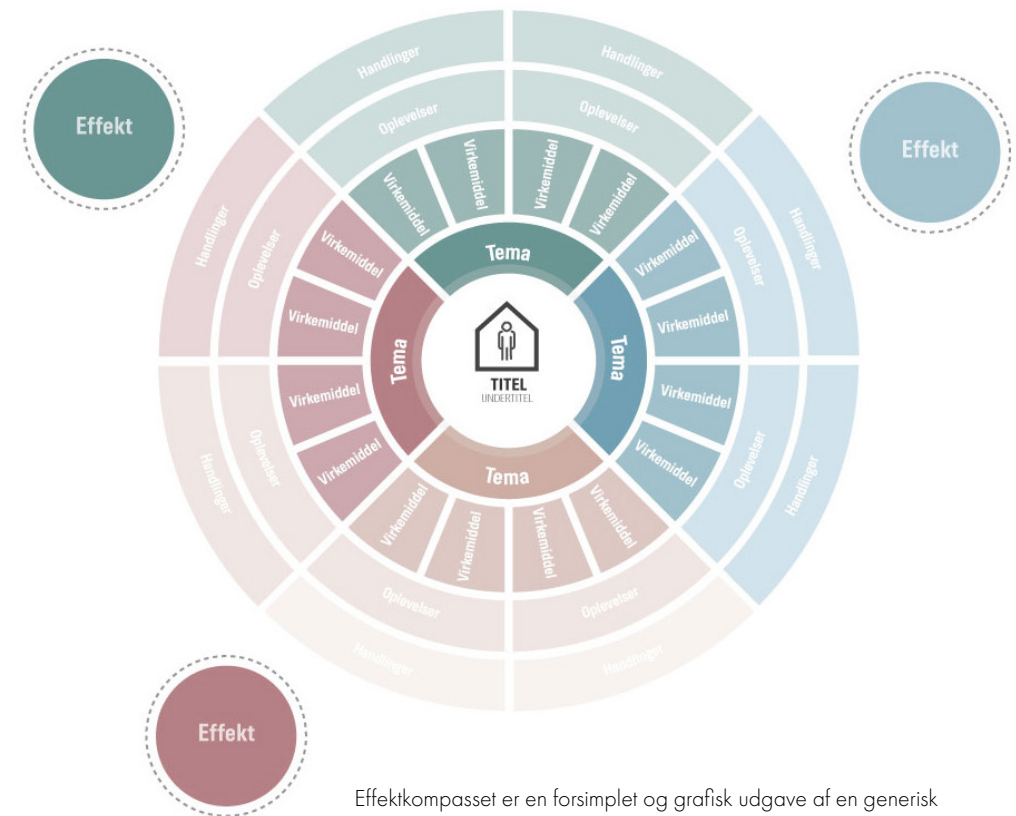 Handlinger
Handlinger
Oplevelser
Oplevelser
Effekt
Effekt
Virkemiddel
Virkemiddel
Virkemiddel
Virkemiddel
Handlinger
Oplevelser
Virkemiddel
Tema
Virkemiddel
Oplevelser
Handlinger
Virkemiddel
Virkemiddel
Tema
TITEL
UNDERTITEL
Tema
Virkemiddel
Virkemiddel
Handlinger
Oplevelser
Virkemiddel
Tema
Virkemiddel
Oplevelser
Handlinger
Virkemiddel
Virkemiddel
Virkemiddel
Virkemiddel
Oplevelser
Oplevelser
Handlinger
Handlinger
Effekt
Effektkompasset er en forsimplet og grafisk udgave af en generisk